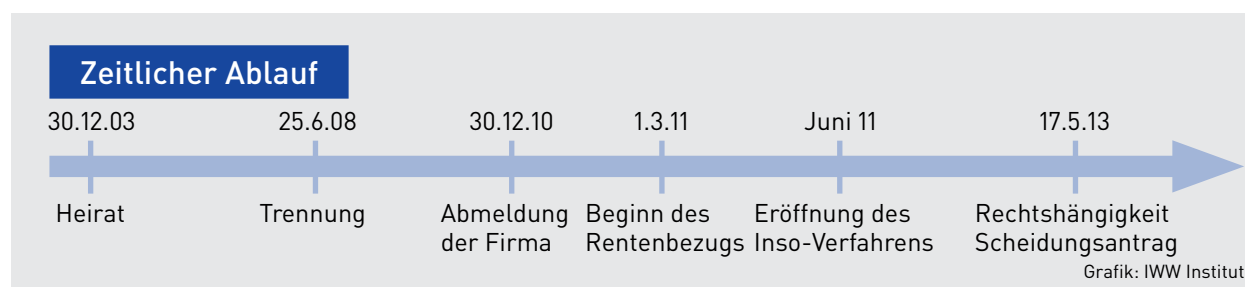 Zeitlicher Ablauf
30.12.03 25.6.08 30.12.10 1.3.11 Juni 11 17.5.13
Heirat Trennung Abmeldung Beginn des Eröffnung des Rechtshängigkeit
der Firma Rentenbezugs Inso-Verfahrens Scheidungsantrag
Grafik: IWW Institut